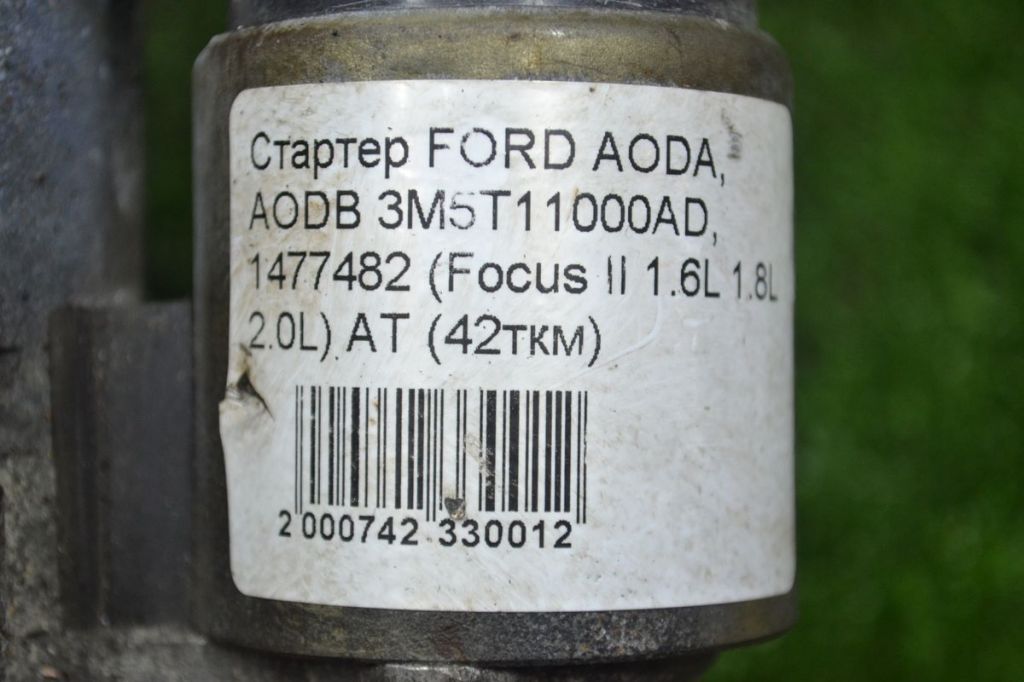 Стартер FORD AODA,
AODB 3M5T11000AD,
1477482 (Focus II 1.6L 1.8L
2.0L) AT (42ткм)
2 000742 330012